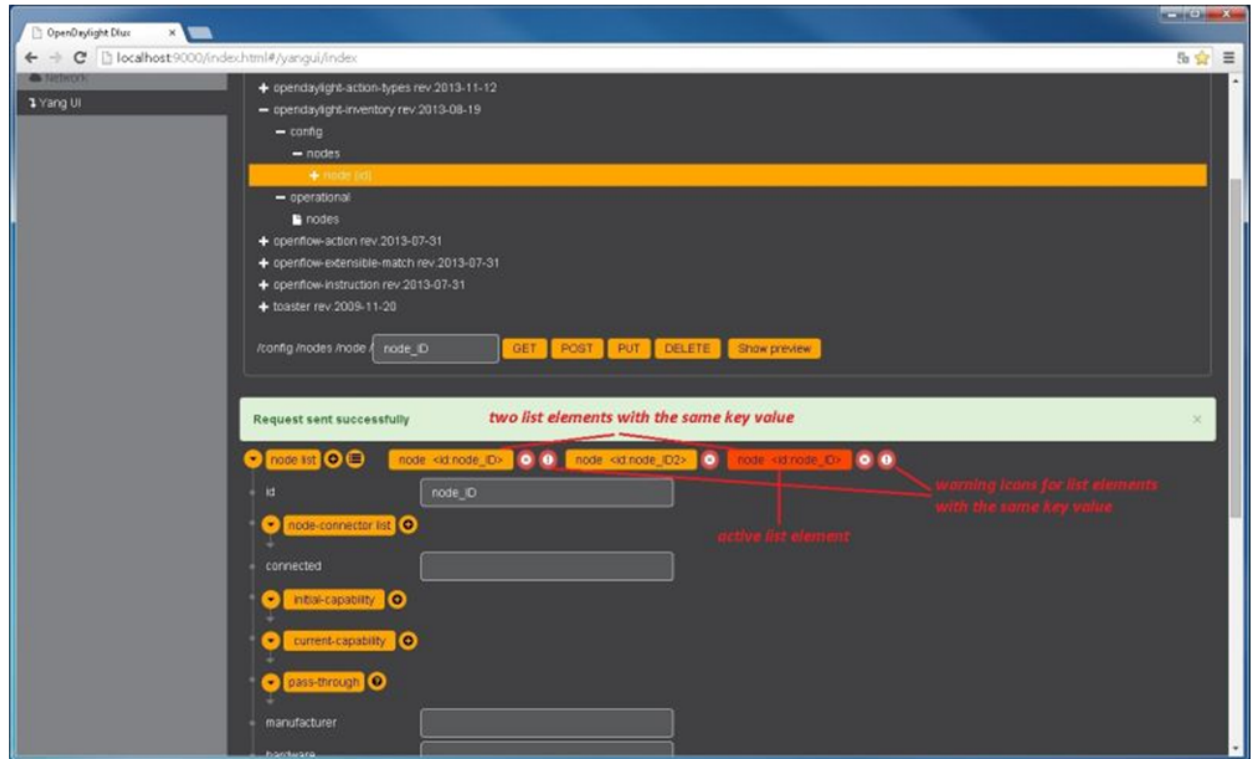 OpenDaylight Dlux
localhost:9000/index.html#/yangui/index
Network
Yang UI
opendaylight-action-types rev.2013-11-12
opendaylight-inventory rev.2013-08-19
config
nodes
node {id}
operational
nodes
openflow-action rev.2013-07-31
openflow-extensible-match rev.2013-07-31
openflow-instruction rev.2013-07-31
toaster rev.2009-11-20
/config /nodes /node / node_ID GET POST PUT DELETE Show preview
Request sent successfully two list elements with the same key value
node list node <id:node_ID> node <id:node_ID2> node <id:node_ID>
warning icons for list elements
with the same key value
id node_ID
node-connector list
active list element
connected
initial-capability
current-capability
pass-through
manufacturer
hardware